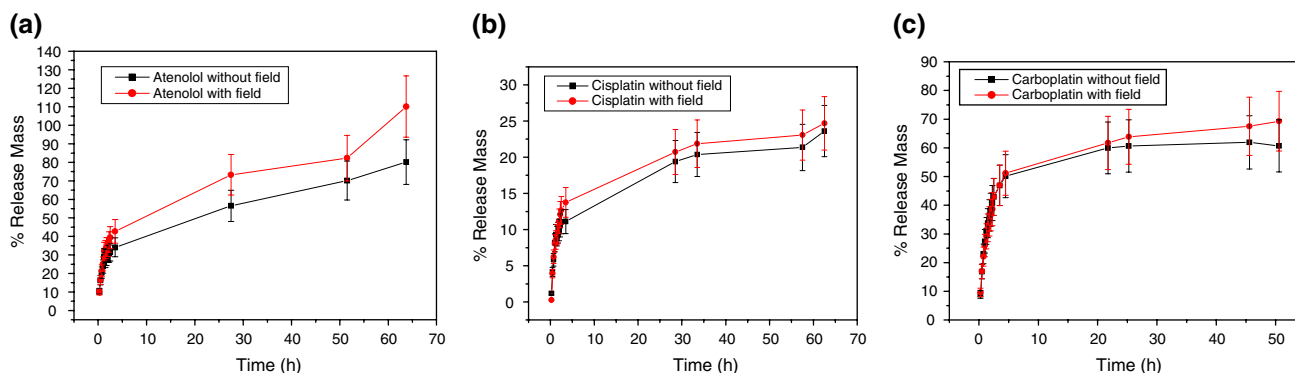 (a)
140
130
120
110
100
90
80
70
60
50
40
30
20
10
0
% Release Mass
Atenolol without field
Atenolol with field
0 10 20 30 40 50 60 70
Time (h)
(b)
30
25
20
15
10
5
0
% Release Mass
Cisplatin without field
Cisplatin with field
0 10 20 30 40 50 60 70
Time (h)
(c)
90
80
70
60
50
40
30
20
10
0
% Release Mass
Carboplatin without field
Carboplatin with field
0 10 20 30 40 50
Time (h)